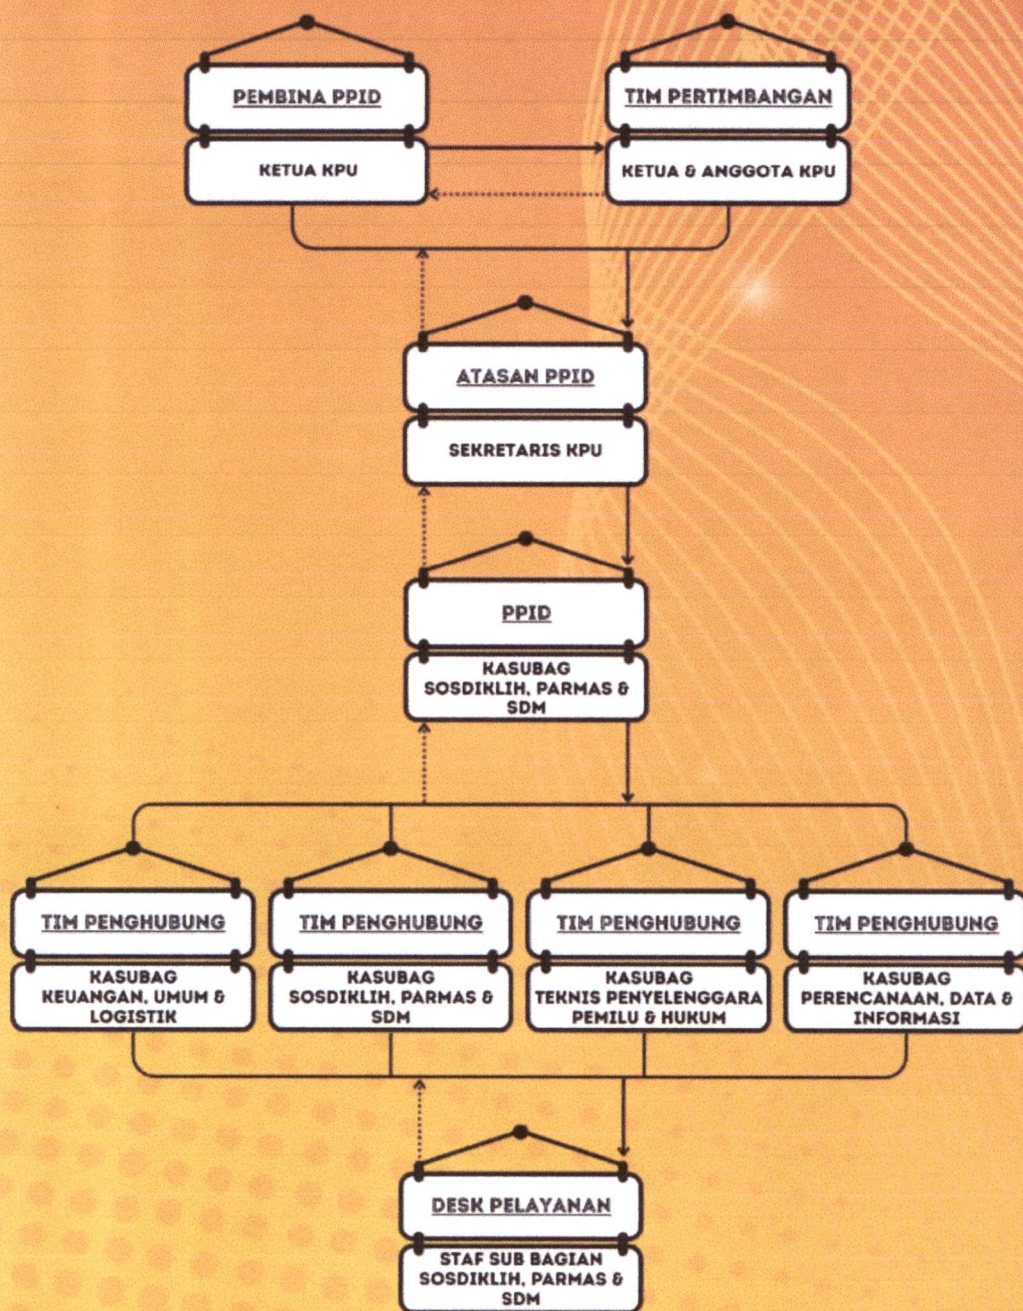 PEMBINA PPID
KETUA KPU
TIM PERTIMBANGAN
KETUA & ANGGOTA KPU
ATASAN PPID
SEKRETARIS KPU
PPID
KASUBAG
SOSDIKLIH, PARMAS &
SDM
TIM PENGHUBUNG
KASUBAG
KEUANGAN, UMUM &
LOGISTIK
TIM PENGHUBUNG
KASUBAG
SOSDIKLIH, PARMAS &
SDM
TIM PENGHUBUNG
KASUBAG
TEKNIS PENYELENGGARA
PEMILU & HUKUM
TIM PENGHUBUNG
KASUBAG
PERENCANAAN, DATA &
INFORMASI
DESK PELAYANAN
STAF SUB BAGIAN
SOSDIKLIH, PARMAS &
SDM